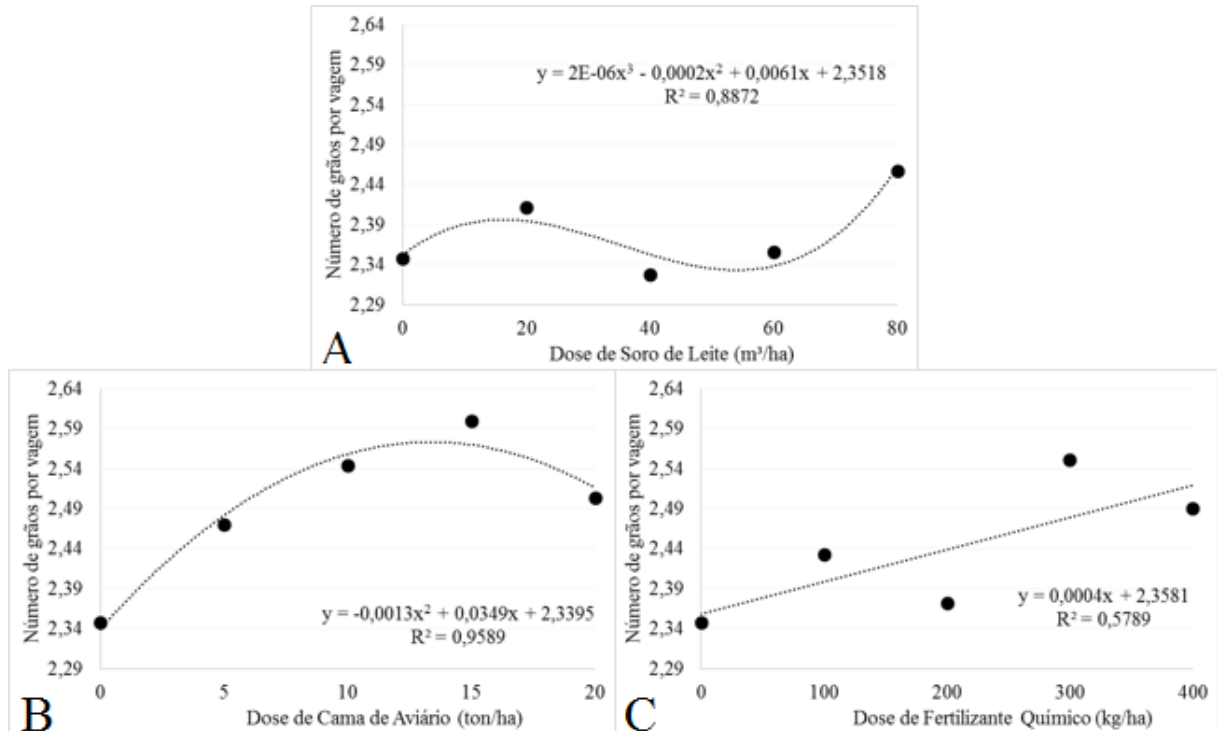 2,64
2,59
2,54
2,49
2,44
2,39
2,34
2,29
Número de grãos por vagem
y = 2E-06x³ - 0,0002x² + 0,0061x + 2,3518
R² = 0,8872
0 20 40 60 80
Dose de Soro de Leite (m³/ha)
A
2,64
2,59
2,54
2,49
2,44
2,39
2,34
2,29
Número de grãos por vagem
y = -0,0013x² + 0,0349x + 2,3395
R² = 0,9589
0 5 10 15 20
Dose de Cama de Aviário (ton/ha)
B
2,64
2,59
2,54
2,49
2,44
2,39
2,34
2,29
Número de grãos por vagem
y = 0,0004x + 2,3581
R² = 0,5789
0 100 200 300 400
Dose de Fertilizante Químico (kg/ha)
C